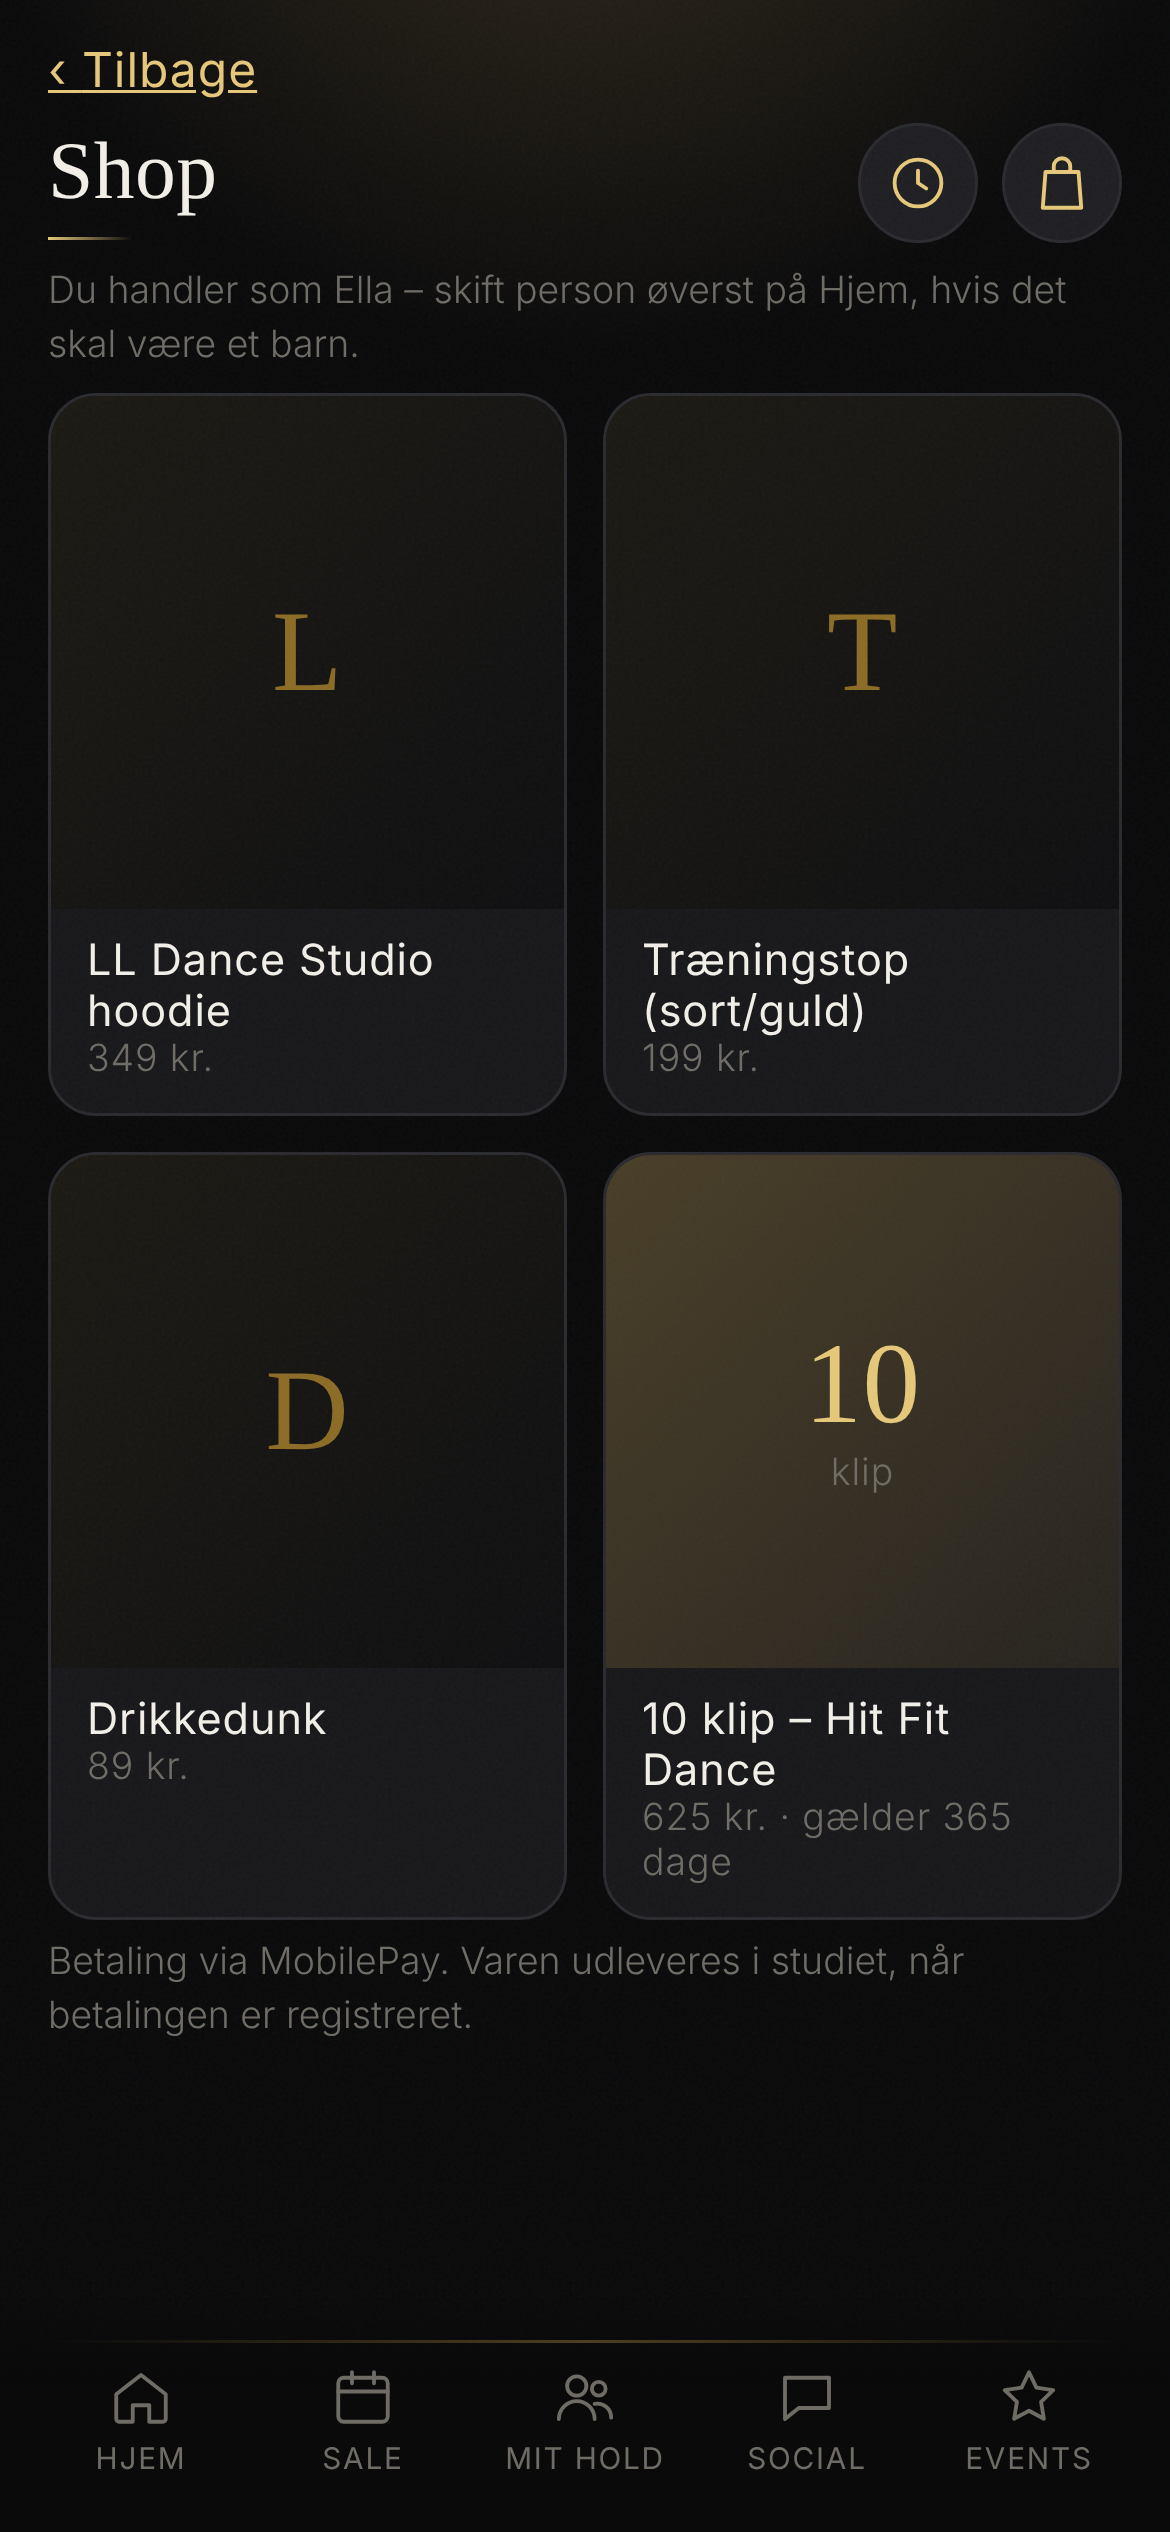 ‹ Tilbage
Shop
Du handler som Ella – skift person øverst på Hjem, hvis det
skal være et barn.
L
T
LL Dance Studio
hoodie
349 kr.
Træningstop
(sort/guld)
199 kr.
D
10
klip
Drikkedunk
89 kr.
10 klip – Hit Fit
Dance
625 kr. · gælder 365
dage
Betaling via MobilePay. Varen udleveres i studiet, når
betalingen er registreret.
HJEM
SALE
MIT HOLD
SOCIAL
EVENTS